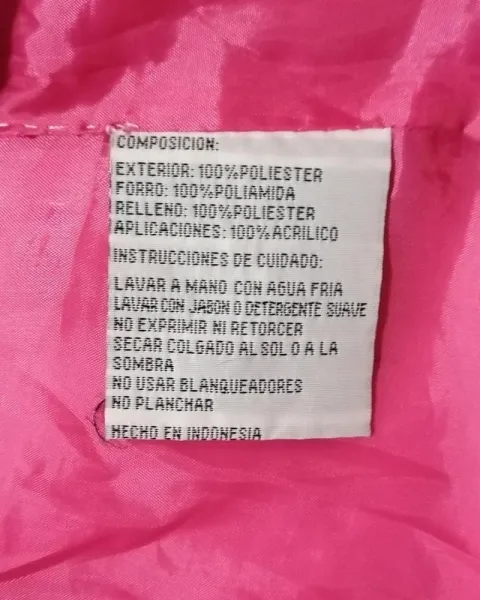 COMPOSICION:
EXTERIOR: 100%POLIESTER
FORRO: 100%POLIAMIDA
RELLENO: 100%POLIESTER
APLICACIONES: 100%ACRILICO
INSTRUCCIONES DE CUIDADO:
LAVAR A MANO CON AGUA FRIA
LAVAR CON JABON O DETERGENTE SUAVE
NO EXPRIMIR NI RETORCER
SECAR COLGADO AL SOL O A LA
SOMBRA
NO USAR BLANQUEADORES
NO PLANCHAR
HECHO EN INDONESIA